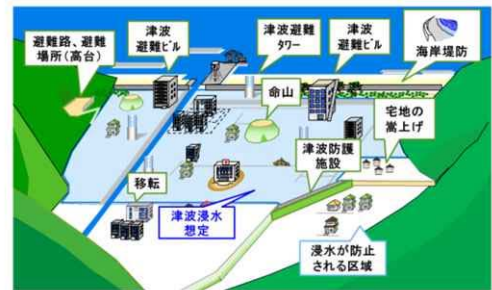 避難路、避難
場所(高台)
津波
避難ビル
津波避難
タワー
津波
避難ビル
海岸堤防
命山
宅地の
嵩上げ
津波防護
施設
移転
津波浸水
想定
浸水が防止
される区域